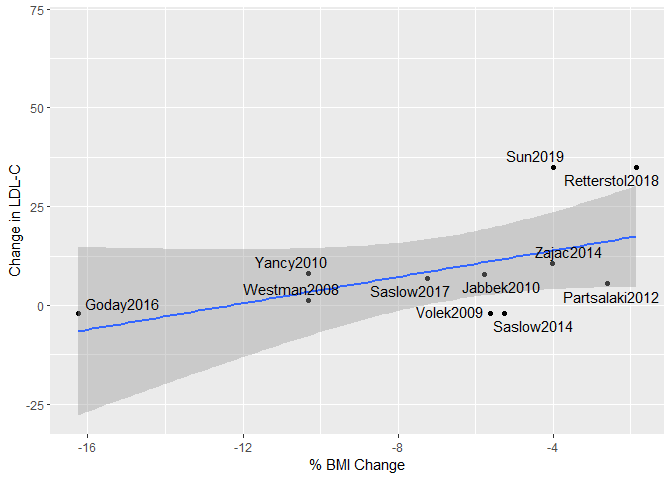 75
50
25
0
-25
Change in LDL-C
Sun2019
Retterstol2018
Zajac2014
Yancy2010
Westman2008
Saslow2017
Jabbek2010
Partsalaki2012
Goday2016
Volek2009
Saslow2014
-16
-12
-8
-4
% BMI Change